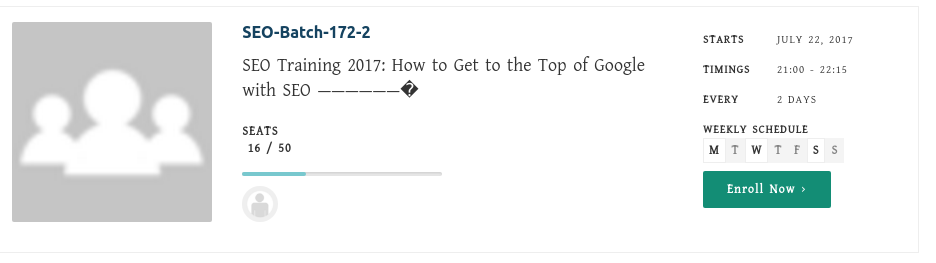 SEO-Batch-172-2
SEO Training 2017: How to Get to the Top of Google
with SEO ——————�
SEATS
16 / 50
STARTS JULY 22, 2017
TIMINGS 21:00 - 22:15
EVERY 2 DAYS
WEEKLY SCHEDULE
M T W T F S S
Enroll Now ›